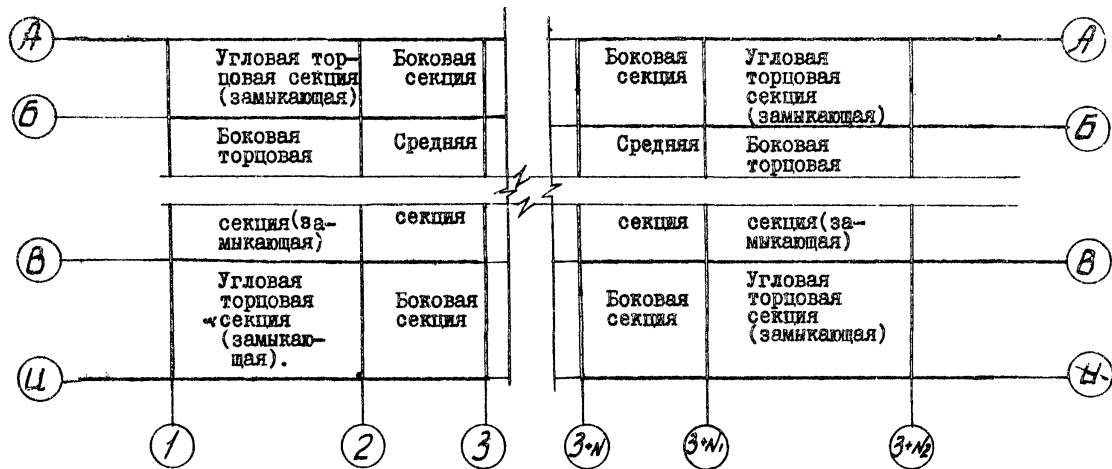 А
Угловая тор-
цовая секция
(замыкающая)
Боковая
секция
Боковая
секция
Угловая
торцовая
секция
(замыкающая)
А
Б
Боковая
торцовая
Средняя
Средняя
Боковая
торцовая
Б
секция(за-
мыкающая)
секция
секция
секция(за-
мыкающая)
В
В
Угловая
торцовая
секция
(замыкаю-
щая).
Боковая
секция
Боковая
секция
Угловая
торцовая
секция
(замыкающая)
И
1
2
3
3+N
3+N1
3+N2